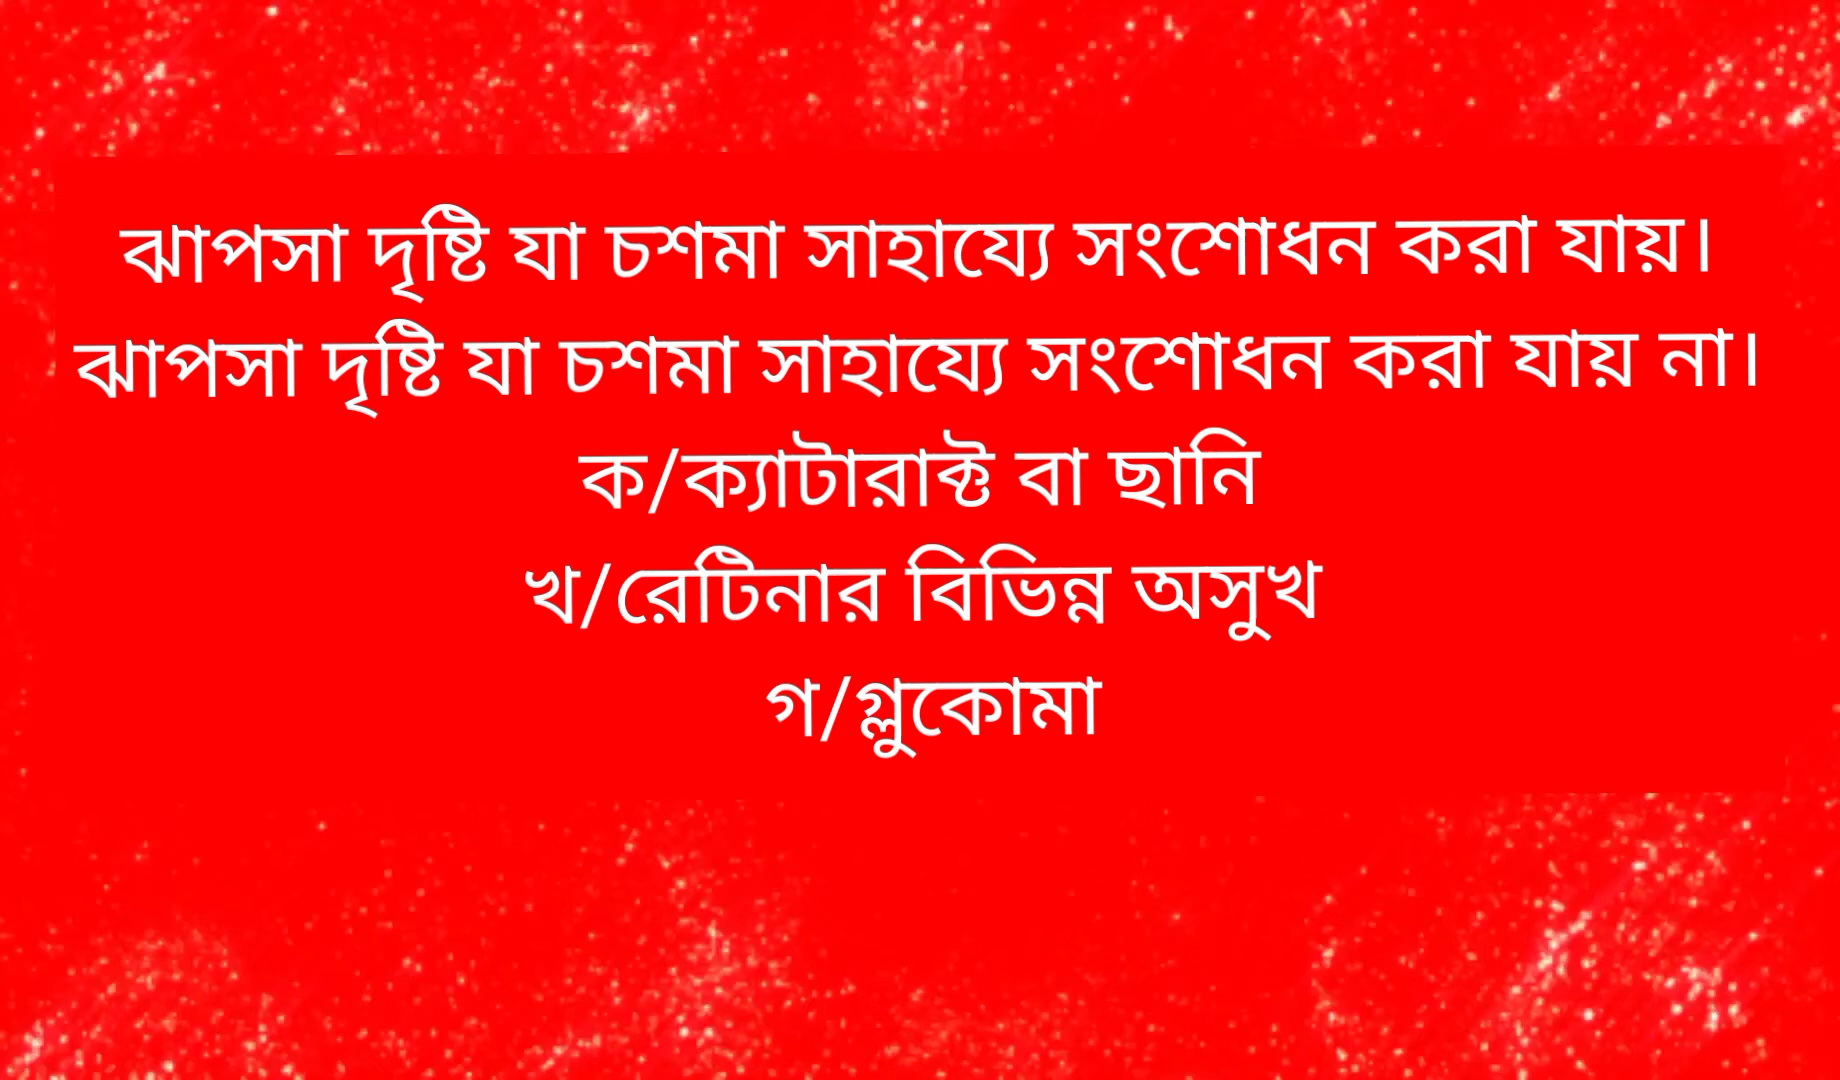 ঝাপসা দৃষ্টি যা চশমা সাহায্যে সংশোধন করা যায়।
ঝাপসা দৃষ্টি যা চশমা সাহায্যে সংশোধন করা যায় না।
ক/ক্যাটারাক্ট বা ছানি
খ/রেটিনার বিভিন্ন অসুখ
গ/গ্লুকোমা